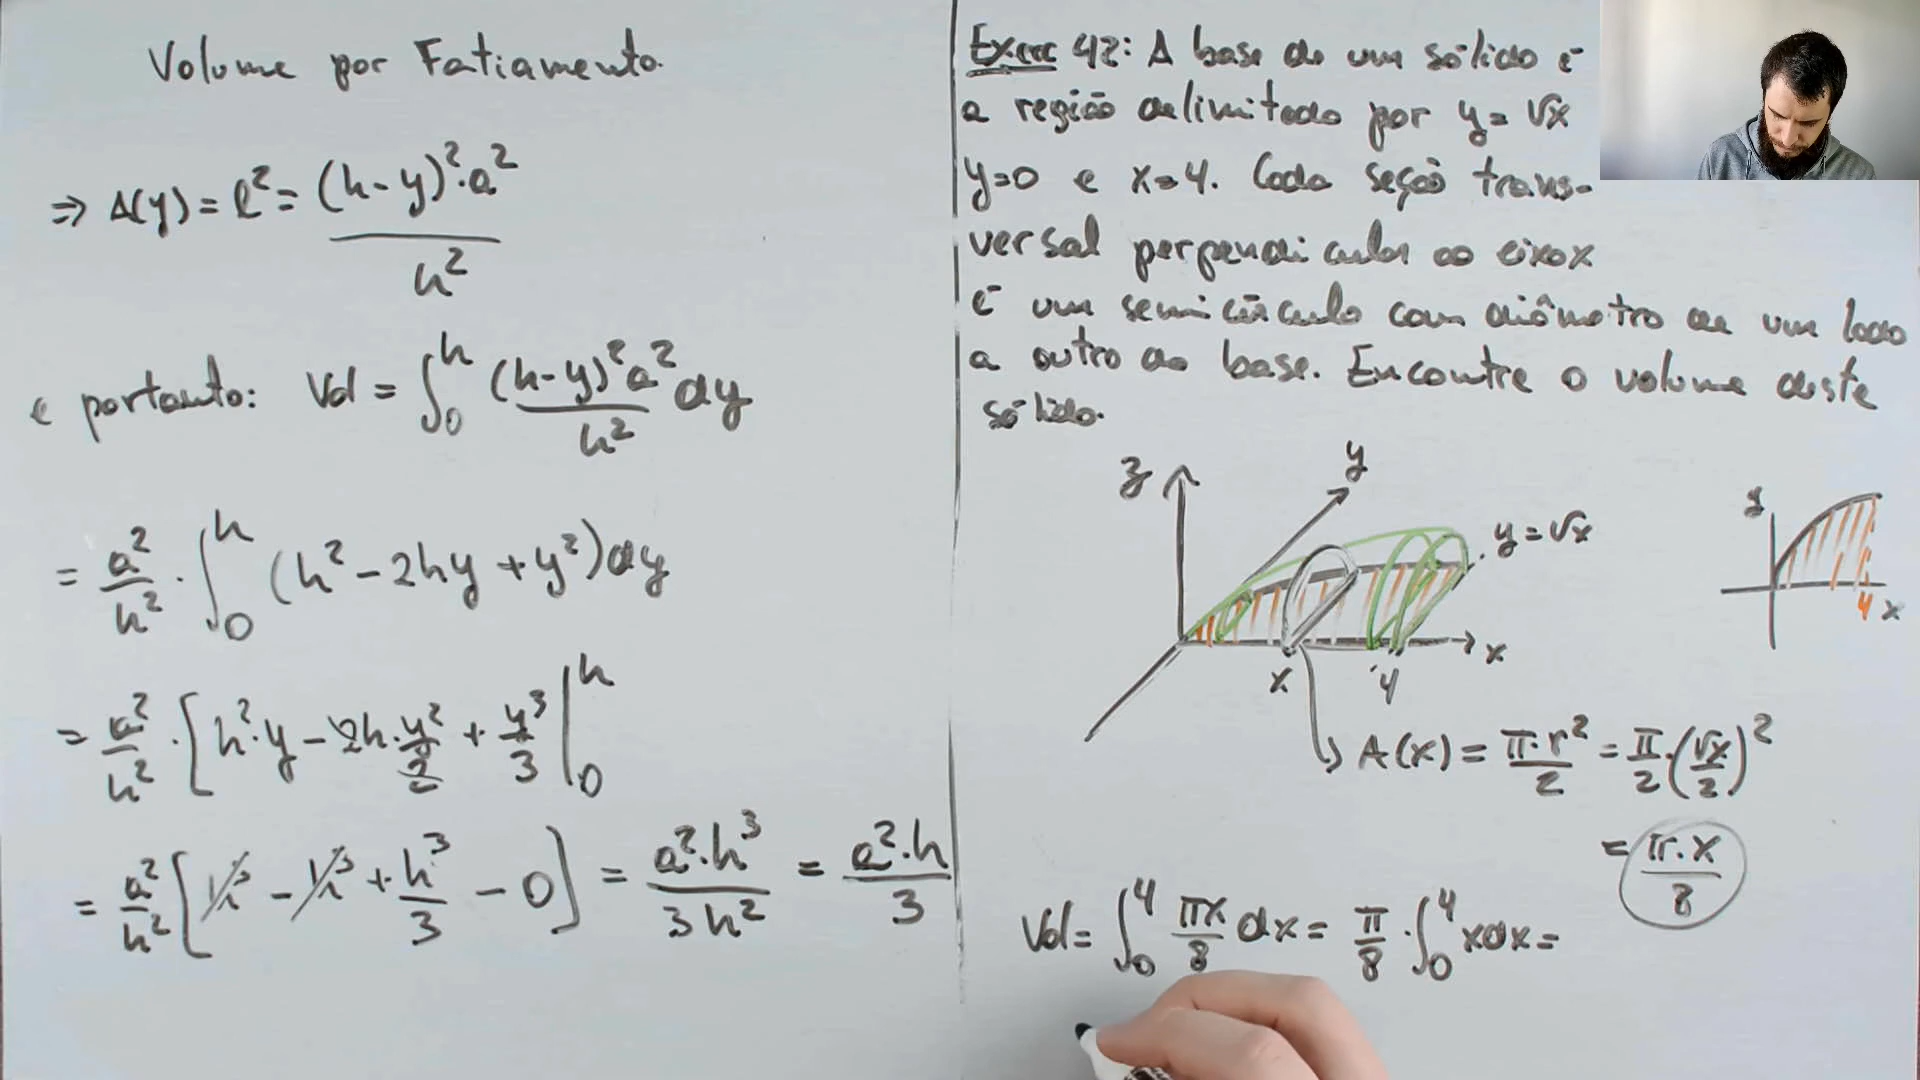 Volume por Fatiamento
⇒ A(y) = l² = (h-y)²·a² / h²
e portanto: Vol = ∫₀ʰ (h-y)²a² / h² dy
= a²/h² · ∫₀ʰ (h² - 2hy + y²)dy
= a²/h² · [h²·y - 2h·y²/2 + y³/3 |₀ʰ
= a²/h² [h³ - h³ + h³/3 - 0] = a²·h³ / 3h² = a²·h / 3
Exerc 42: A base de um sólido é
a região delimitada por y = √x
y=0 e x=4. Cada seção trans-
versal perpendicular ao eixo x
é um semicírculo com diâmetro de um lado
a outro da base. Encontre o volume deste
sólido.
z
y
y = √x
x
x
4
y
4
x
A(x) = π·r²/2 = π/2·(√x/2)²
= π·x/8
Vol = ∫₀⁴ πx/8 dx = π/8 · ∫₀⁴ xdx =